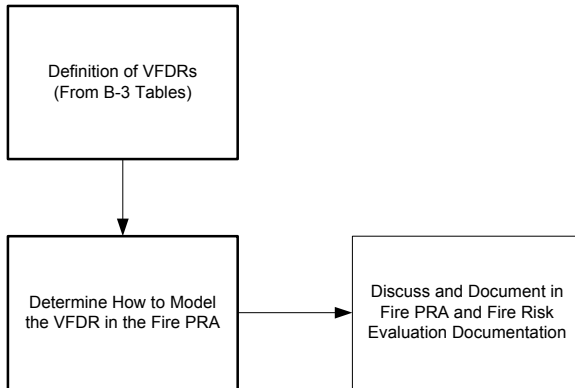 Definition of VFDRs
(From B-3 Tables)
Determine How to Model
the VFDR in the Fire PRA
Discuss and Document in
Fire PRA and Fire Risk
Evaluation Documentation